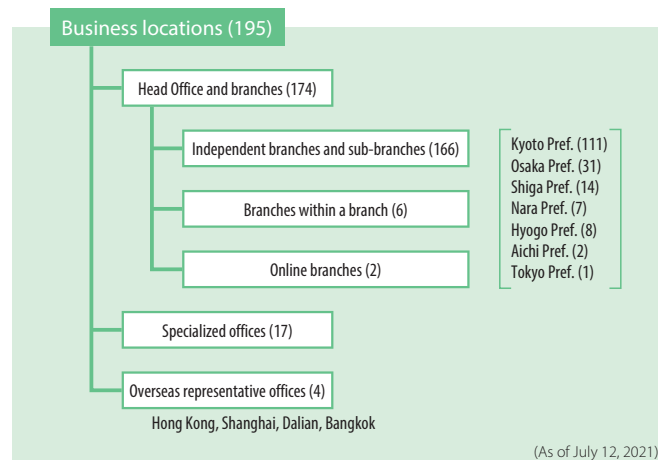 Business locations (195)
Head Office and branches (174)
Independent branches and sub-branches (166)
Branches within a branch (6)
Online branches (2)
Kyoto Pref. (111)
Osaka Pref. (31)
Shiga Pref. (14)
Nara Pref. (7)
Hyogo Pref. (8)
Aichi Pref. (2)
Tokyo Pref. (1)
Specialized offices (17)
Overseas representative offices (4)
Hong Kong, Shanghai, Dalian, Bangkok
(As of July 12, 2021)